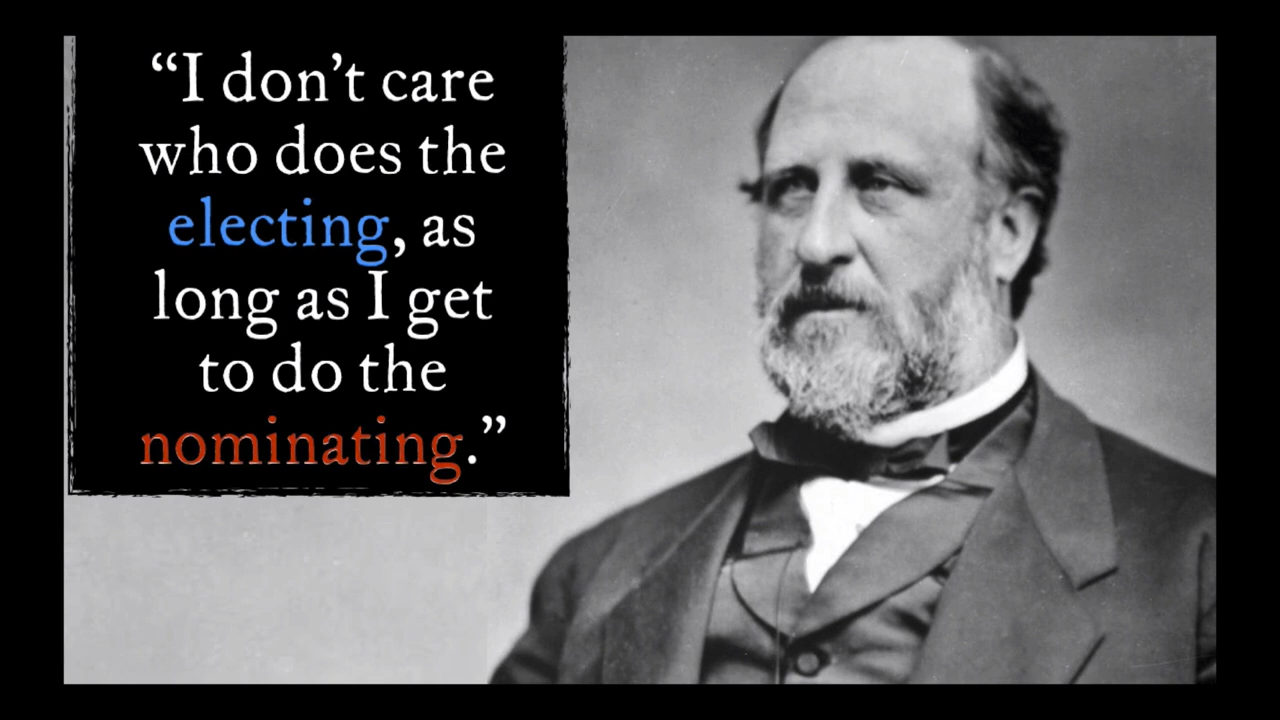 “I don’t care
who does the
electing, as
long as I get
to do the
nominating.”